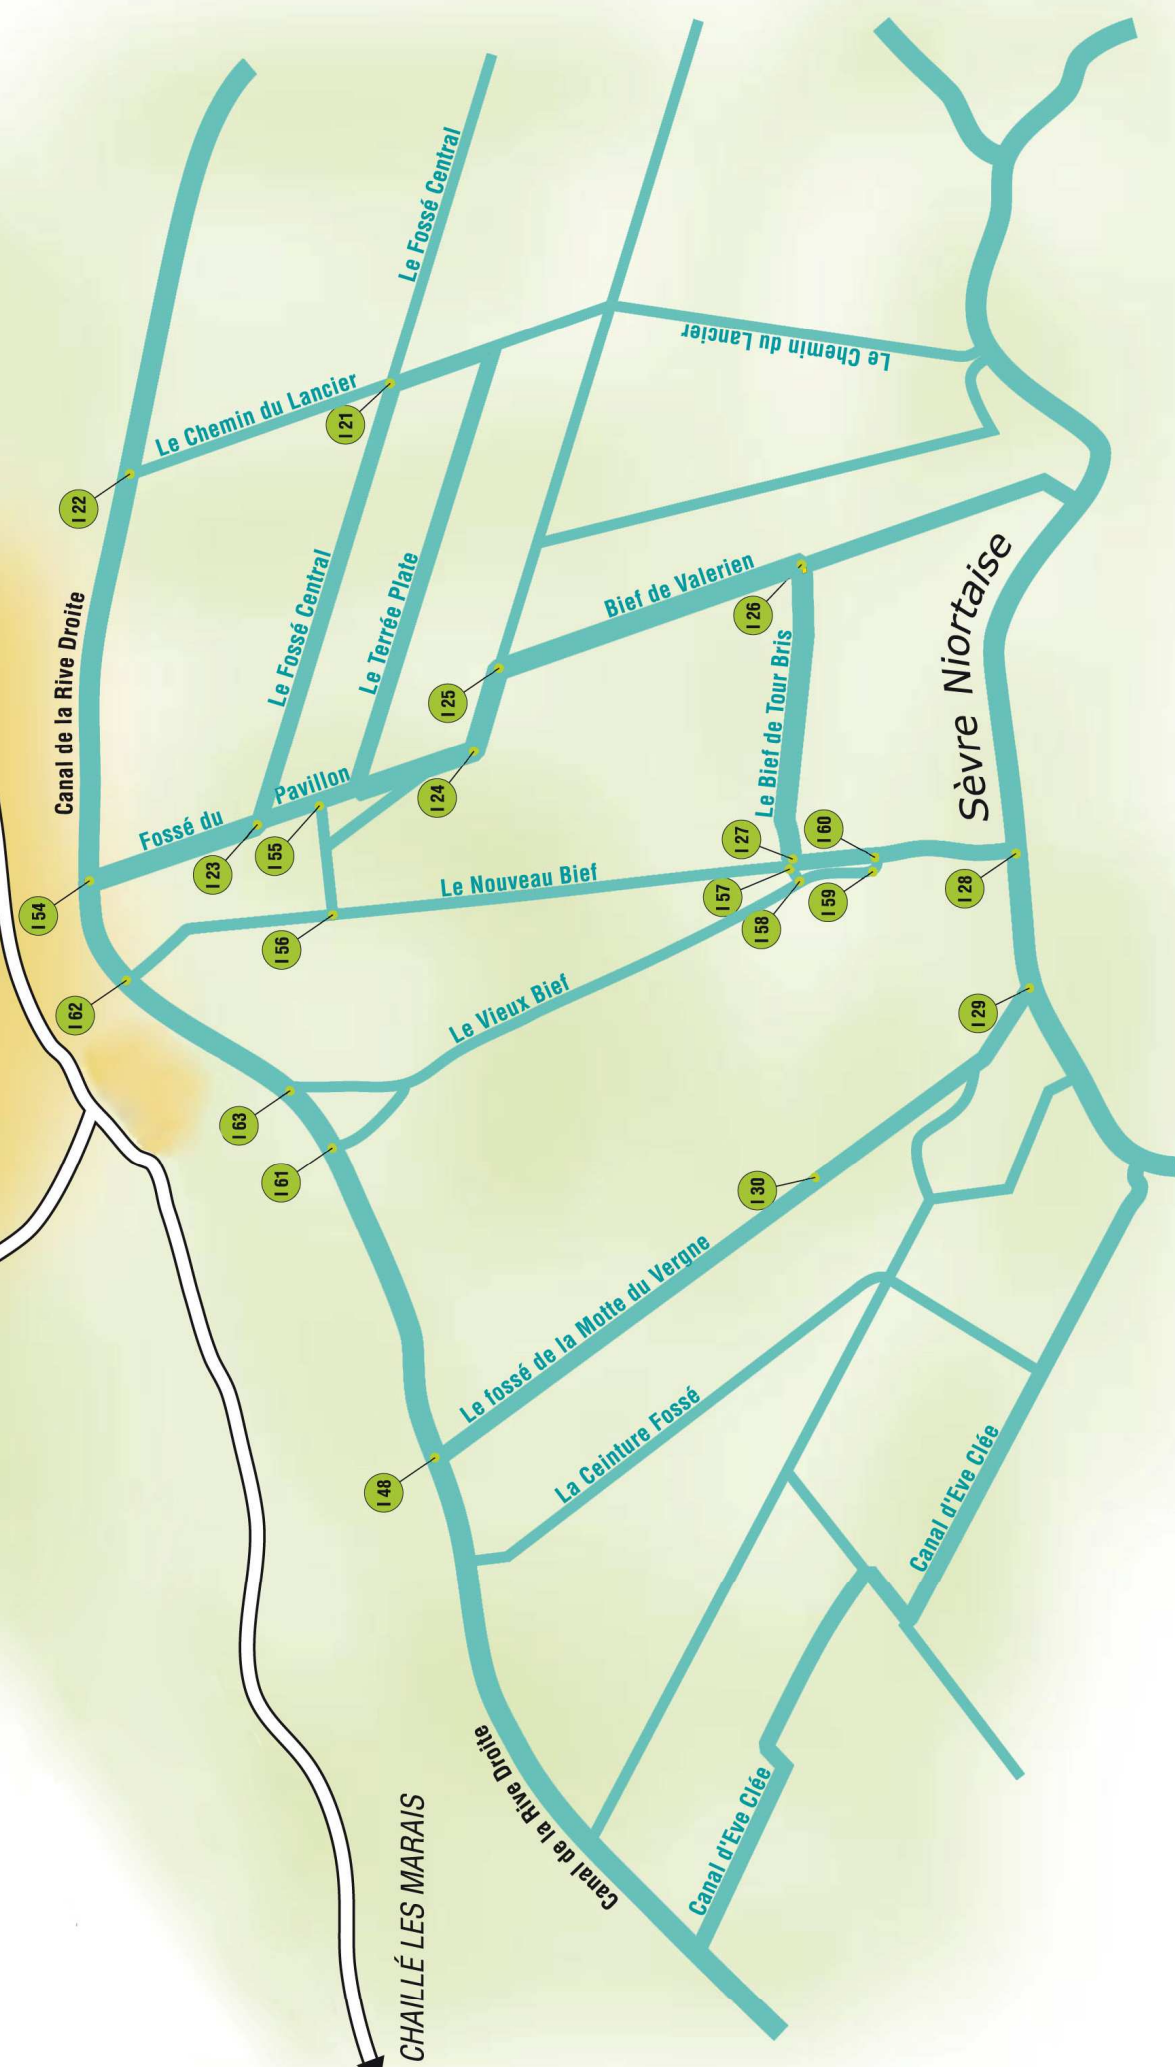 Le Fossé Central
Le Chemin du Lancier
Le Chemin du Lancier
I 21
I 22
Canal de la Rive Droite
Le Fossé Central
Le Terrée Plate
Bief de Valerien
I 26
Sèvre Niortaise
I 25
Le Bief de Tour Bris
Pavillon
Fossé du
I 24
I 23
I 55
I 27
I 60
Le Nouveau Bief
I 54
I 56
I 57
I 58
I 59
I 28
I 62
Le Vieux Bief
I 29
I 63
I 61
I 30
Le fossé de la Motte du Vergne
La Ceinture Fossé
I 48
Canal d'Eve Clée
Canal de la Rive Droite
Canal d'Eve Clée
CHAILLÉ LES MARAIS